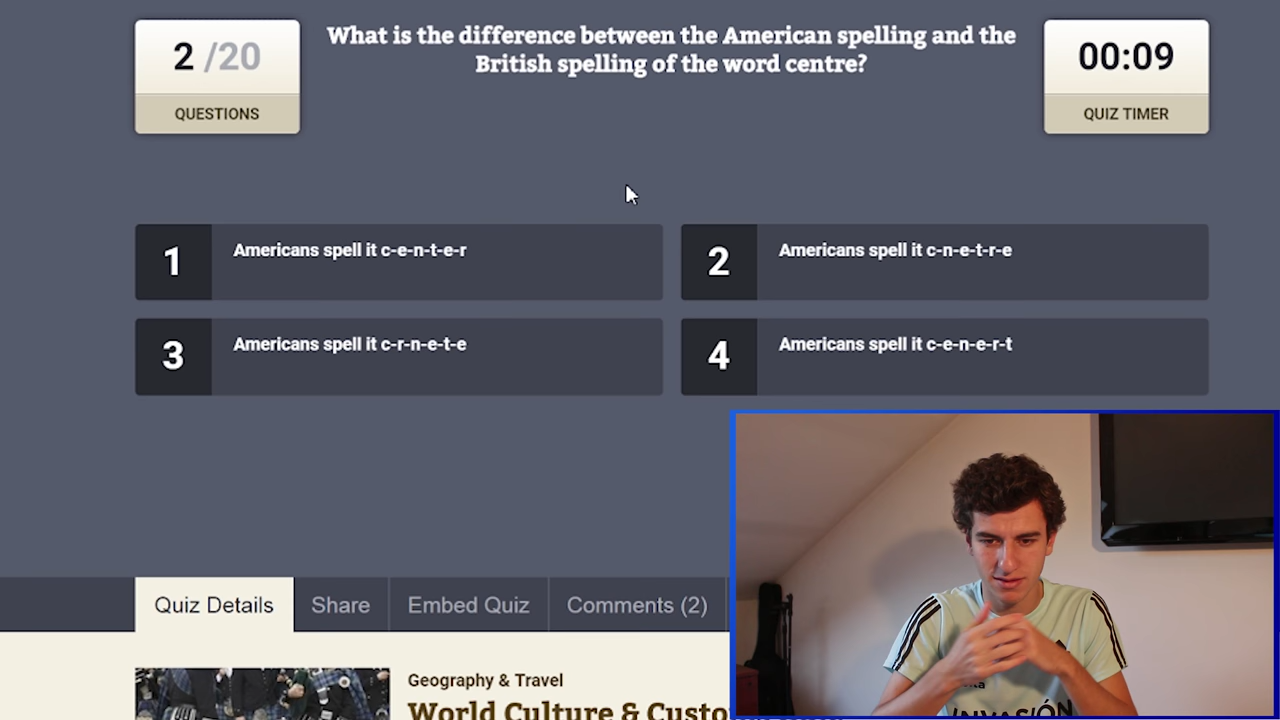 2 /20
QUESTIONS
What is the difference between the American spelling and the
British spelling of the word centre?
00:09
QUIZ TIMER
1 Americans spell it c-e-n-t-e-r
2 Americans spell it c-n-e-t-r-e
3 Americans spell it c-r-n-e-t-e
4 Americans spell it c-e-n-e-r-t
Quiz Details
Share
Embed Quiz
Comments (2)
Geography & Travel
World Culture & Custo
INVASIÓN